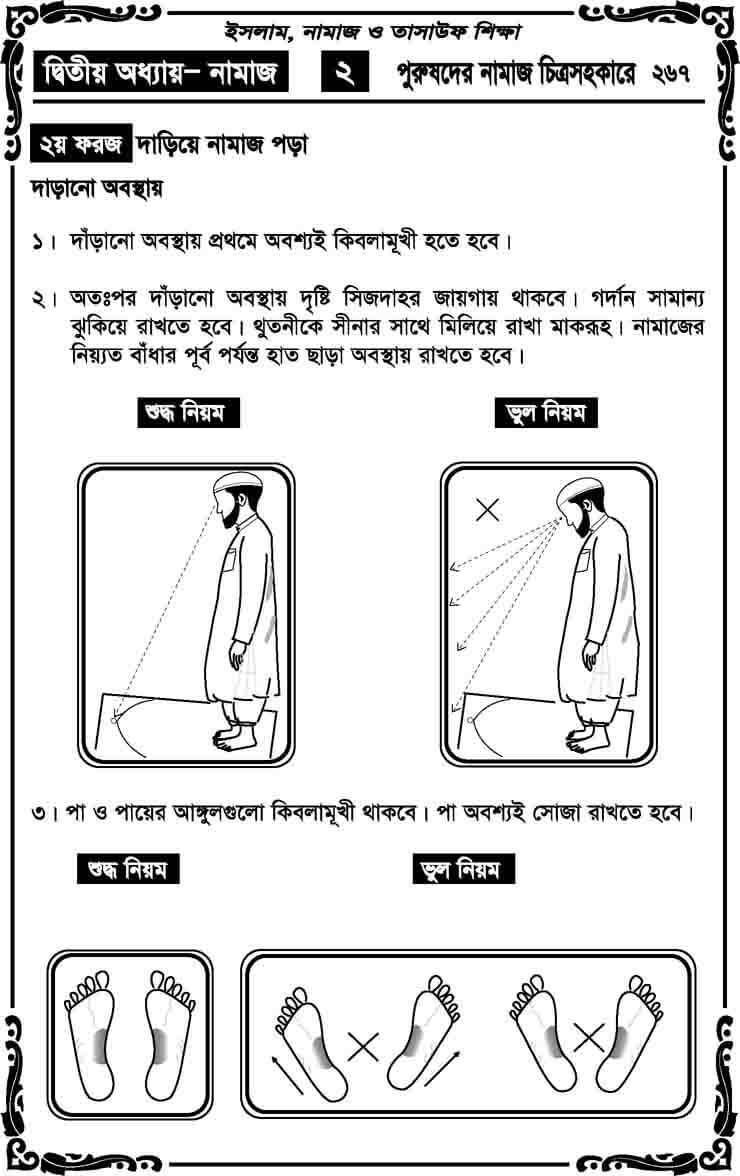 ইসলাম, নামাজ ও তাসাউফ শিক্ষা
দ্বিতীয় অধ্যায়– নামাজ ২ পুরুষদের নামাজ চিত্রসহকারে ২৬৭
২য় ফরজ দাড়িয়ে নামাজ পড়া
দাড়ানো অবস্থায়
১। দাঁড়ানো অবস্থায় প্রথমে অবশ্যই কিবলামূখী হতে হবে।
২। অতঃপর দাঁড়ানো অবস্থায় দৃষ্টি সিজদাহর জায়গায় থাকবে। গর্দান সামান্য
ঝুকিয়ে রাখতে হবে। থুতনীকে সীনার সাথে মিলিয়ে রাখা মাকরূহ। নামাজের
নিয়্যত বাঁধার পূর্ব পর্যন্ত হাত ছাড়া অবস্থায় রাখতে হবে।
শুদ্ধ নিয়ম ভুল নিয়ম
৩। পা ও পায়ের আঙ্গুলগুলো কিবলামূখী থাকবে। পা অবশ্যই সোজা রাখতে হবে।
শুদ্ধ নিয়ম ভুল নিয়ম